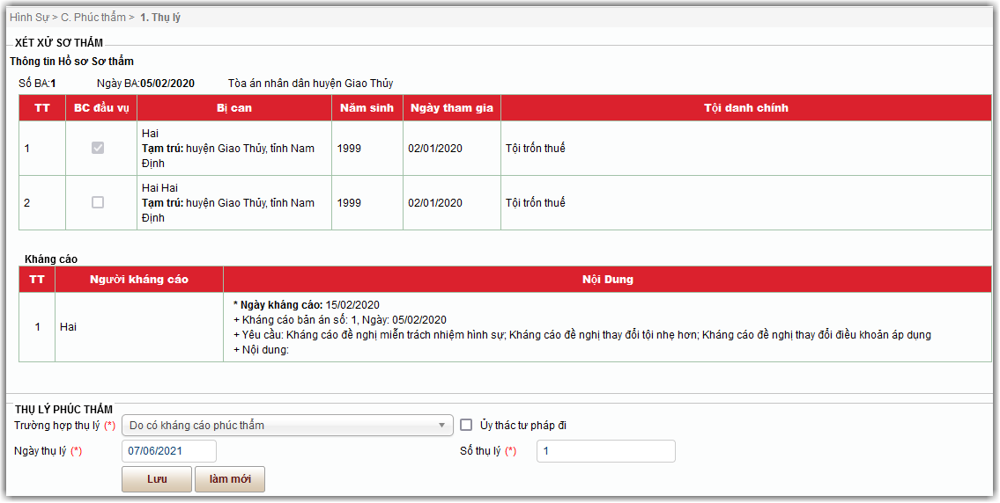 Hình Sự > C. Phúc thẩm > 1. Thụ lý
XÉT XỬ SƠ THẨM
Thông tin Hồ sơ Sơ thẩm
Số BA:1 Ngày BA:05/02/2020 Tòa án nhân dân huyện Giao Thủy
TT BC đầu vụ Bị can Năm sinh Ngày tham gia Tội danh chính
Hai
1 Tạm trú: huyện Giao Thủy, tỉnh Nam 1999 02/01/2020 Tội trốn thuế
Định
Hai Hai
2 Tạm trú: huyện Giao Thủy, tỉnh Nam 1999 02/01/2020 Tội trốn thuế
Định
Kháng cáo
TT Người kháng cáo Nội Dung
* Ngày kháng cáo: 15/02/2020
+ Kháng cáo bản án số: 1, Ngày: 05/02/2020
1 Hai
+ Yêu cầu: Kháng cáo đề nghị miễn trách nhiệm hình sự; Kháng cáo đề nghị thay đổi tội nhẹ hơn; Kháng cáo đề nghị thay đổi điều khoản áp dụng
+ Nội dung:
THỤ LÝ PHÚC THẨM
Trường hợp thụ lý (*) Do có kháng cáo phúc thẩm Ủy thác tư pháp đi
Ngày thụ lý (*) 07/06/2021 Số thụ lý (*) 1
Lưu làm mới